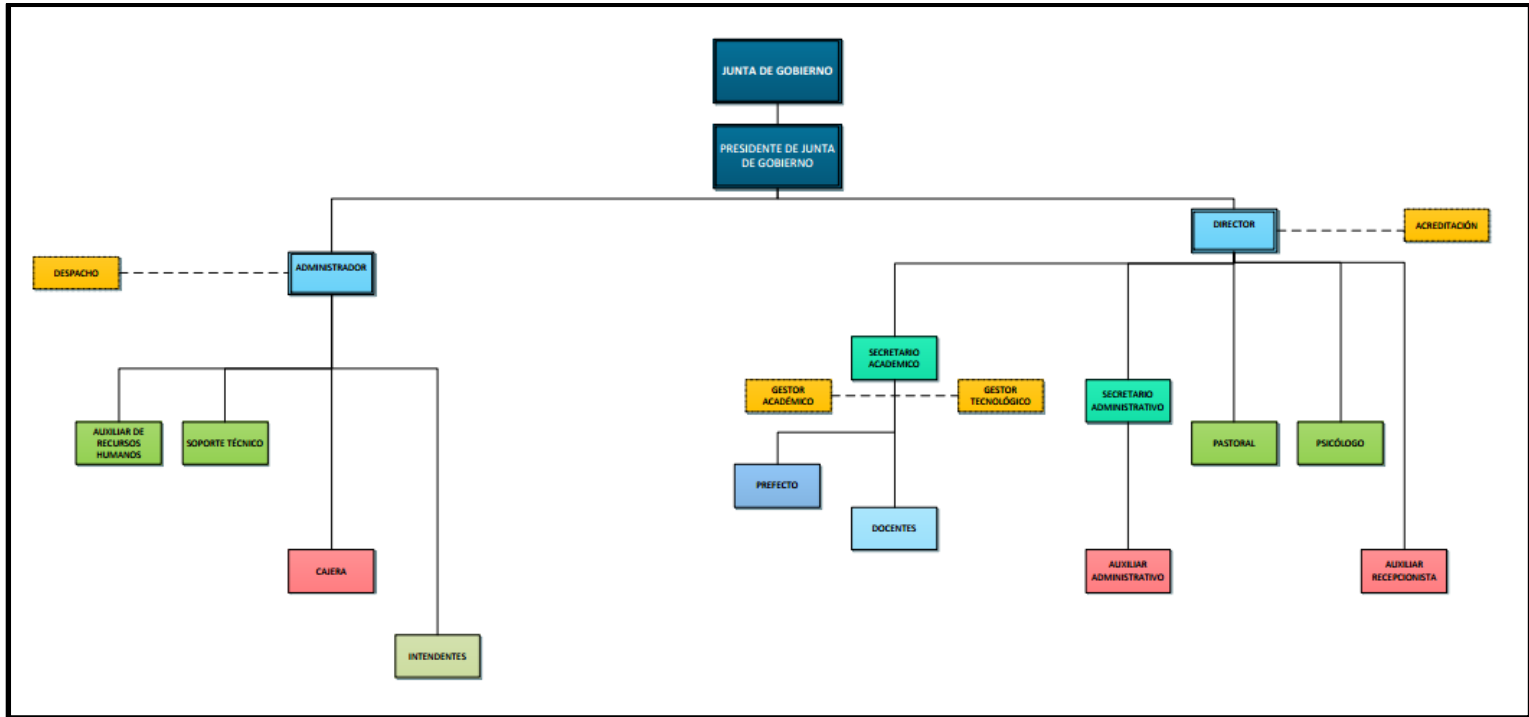 JUNTA DE GOBIERNO
PRESIDENTE DE JUNTA
DE GOBIERNO
DIRECTOR
ACREDITACIÓN
ADMINISTRADOR
DESPACHO
SECRETARIO
ACADEMICO
GESTOR
ACADÉMICO
GESTOR
TECNOLÓGICO
SECRETARIO
ADMINISTRATIVO
AUXILIAR DE
RECURSOS
HUMANOS
SOPORTE TÉCNICO
PASTORAL
PSICÓLOGO
PREFECTO
DOCENTES
CAJERA
AUXILIAR
ADMINISTRATIVO
AUXILIAR
RECEPCIONISTA
INTENDENTES